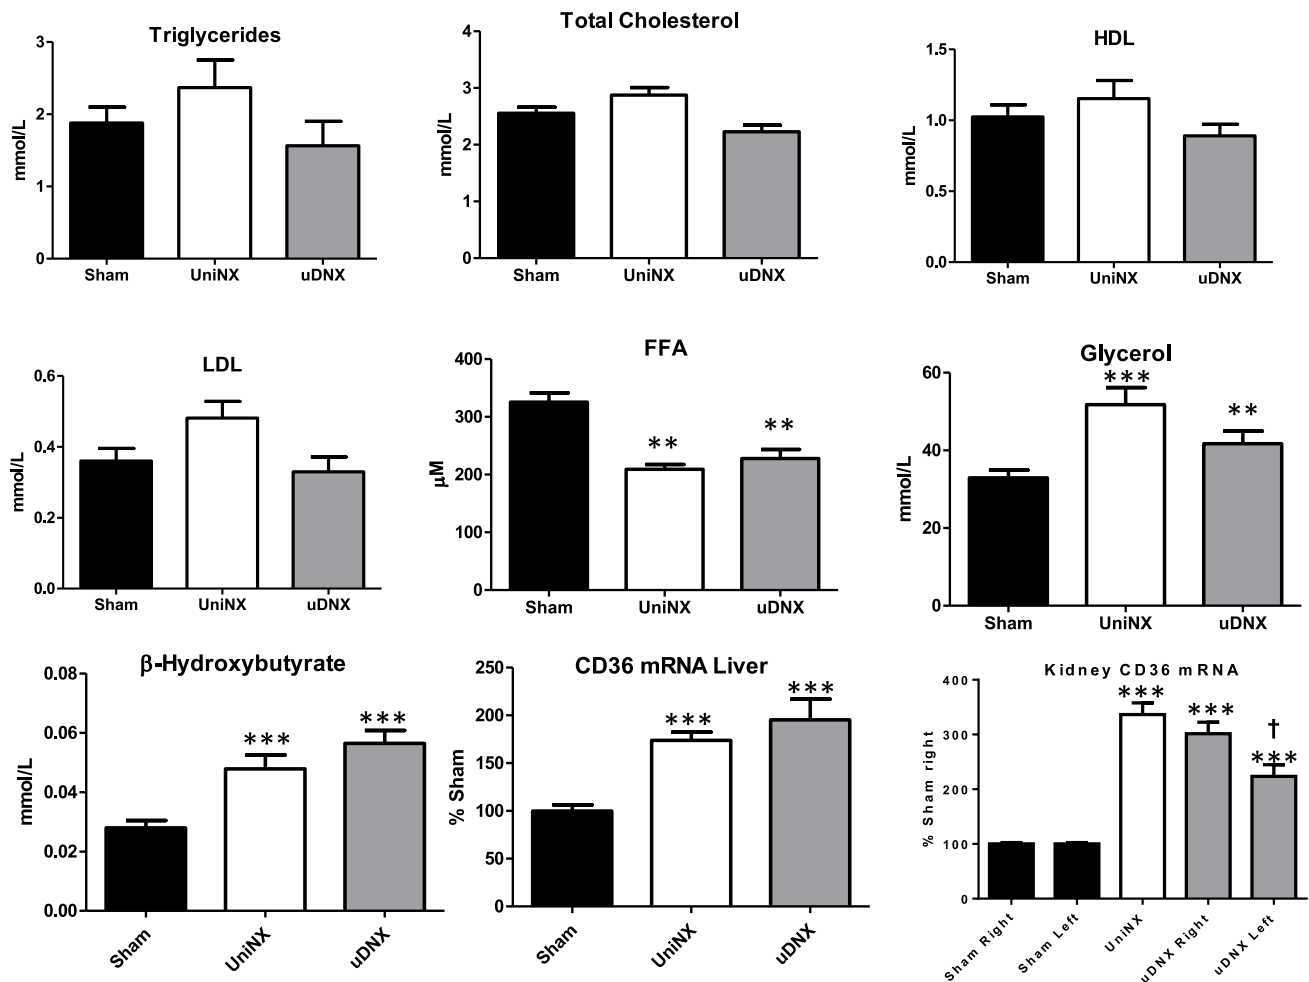 Triglycerides
mmol/L
3
2
1
0
Sham UniNX uDNX
Total Cholesterol
mmol/L
4
3
2
1
0
Sham UniNX uDNX
HDL
mmol/L
1.5
1.0
0.5
0.0
Sham UniNX uDNX
LDL
mmol/L
0.6
0.4
0.2
0.0
Sham UniNX uDNX
FFA
µM
400
300
200
100
0
** **
Sham UniNX uDNX
Glycerol
mmol/L
60
40
20
0
*** **
Sham UniNX uDNX
β-Hydroxybutyrate
mmol/L
0.08
0.06
0.04
0.02
0.00
*** ***
Sham UniNX uDNX
CD36 mRNA Liver
% Sham
250
200
150
100
50
0
*** ***
Sham UniNX uDNX
Kidney CD36 mRNA
% Sham right
400
300
200
100
0
*** *** † ***
Sham Right Sham Left UniNX uDNX Right uDNX Left